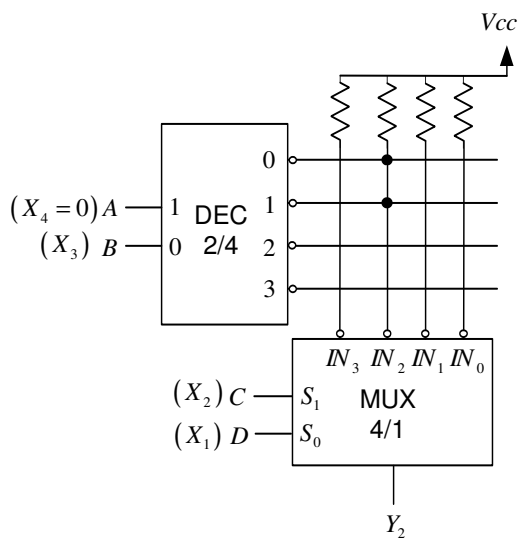 Vcc
0
(X₄ = 0) A 1 DEC 1
(X₃) B 0 2/4 2
3
IN₃ IN₂ IN₁ IN₀
(X₂) C S₁ MUX
(X₁) D S₀ 4/1
Y₂